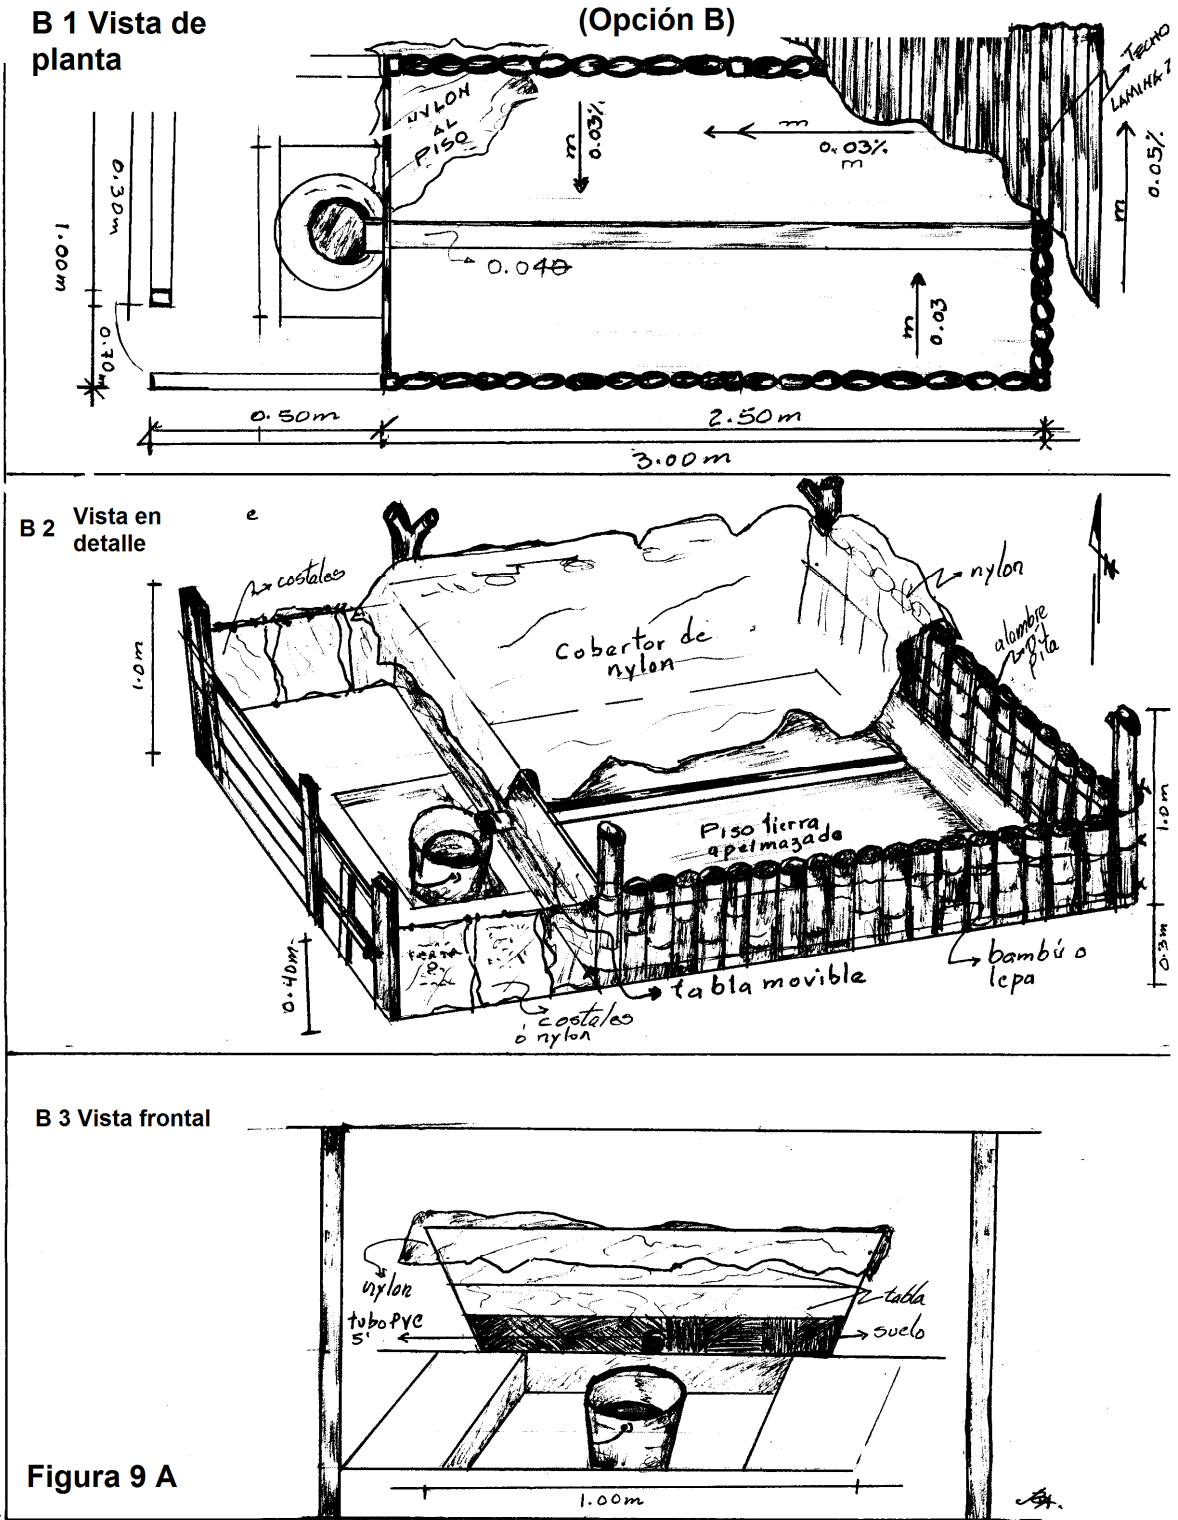 B 1 Vista de
planta
(Opción B)
TECHO
LAMINA
NYLON
AL
PISO
0.03%
m
m
0.03%
m
0.05%
m
0.30m
1.00m
0.70m
0.040
m
0.03
0.50m
2.50m
3.00m
B 2
Vista en
detalle
e
costales
nylon
alambre
pita
Cobertor de
nylon
1.0m
1.0m
Piso tierra
apelmazada
bambú o
lepa
0.3m
0.40m
tabla movible
costales
ó nylon
B 3 Vista frontal
nylon
tubo PVC
5'
tabla
suelo
1.00m
Figura 9 A